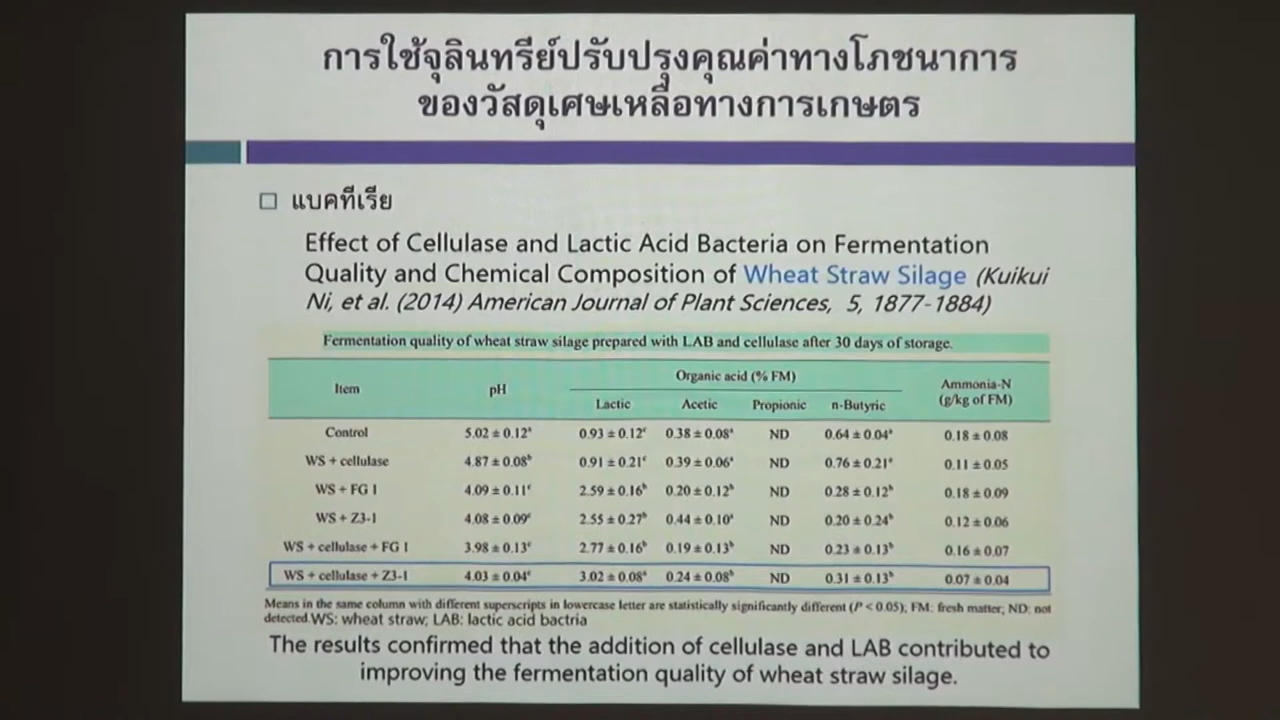 การใช้จุลินทรีย์ปรับปรุงคุณค่าทางโภชนาการ
ของวัสดุเศษเหลือทางการเกษตร
แบคทีเรีย
Effect of Cellulase and Lactic Acid Bacteria on Fermentation
Quality and Chemical Composition of Wheat Straw Silage (Kuikui
Ni, et al. (2014) American Journal of Plant Sciences, 5, 1877-1884)
Fermentation quality of wheat straw silage prepared with LAB and cellulase after 30 days of storage.
Item pH Organic acid (% FM) Ammonia-N (g/kg of FM)
Lactic Acetic Propionic n-Butyric
Control 5.02 ± 0.12ᵃ 0.93 ± 0.12ᶜ 0.38 ± 0.08ᵃ ND 0.64 ± 0.04ᵃ 0.18 ± 0.08
WS + cellulase 4.87 ± 0.08ᵇ 0.91 ± 0.21ᶜ 0.39 ± 0.06ᵃ ND 0.76 ± 0.21ᵃ 0.11 ± 0.05
WS + FG 1 4.09 ± 0.11ᶜ 2.59 ± 0.16ᵇ 0.20 ± 0.12ᵇ ND 0.28 ± 0.12ᵇ 0.18 ± 0.09
WS + Z3-1 4.08 ± 0.09ᶜ 2.55 ± 0.27ᵇ 0.44 ± 0.10ᵃ ND 0.20 ± 0.24ᵇ 0.12 ± 0.06
WS + cellulase + FG 1 3.98 ± 0.13ᶜ 2.77 ± 0.16ᵇ 0.19 ± 0.13ᵇ ND 0.23 ± 0.13ᵇ 0.16 ± 0.07
WS + cellulase + Z3-1 4.03 ± 0.04ᶜ 3.02 ± 0.08ᵃ 0.24 ± 0.08ᵇ ND 0.31 ± 0.13ᵇ 0.07 ± 0.04
Means in the same column with different superscripts in lowercase letter are statistically significantly different (P < 0.05); FM: fresh matter; ND: not
detected.WS: wheat straw; LAB: lactic acid bactria
The results confirmed that the addition of cellulase and LAB contributed to
improving the fermentation quality of wheat straw silage.